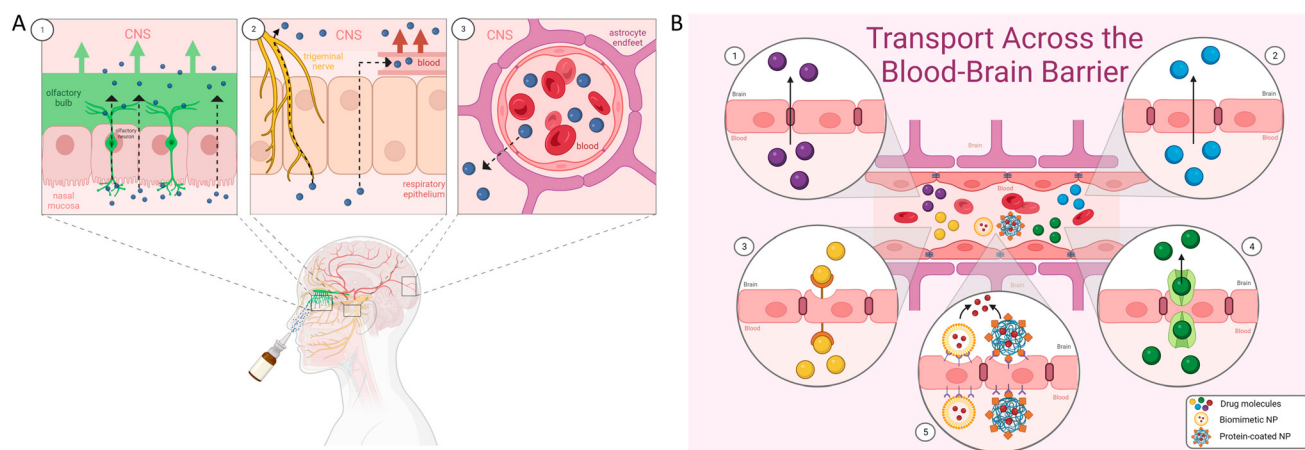 A
1
CNS
olfactory
bulb
olfactory
neuron
nasal
mucosa
2
CNS
trigeminal
nerve
blood
respiratory
epithelium
3
astrocyte
endfeet
blood
B
Transport Across the
Blood-Brain Barrier
1
Brain
Blood
2
Brain
Blood
Brain
Blood
Brain
3
Brain
Blood
4
Brain
Blood
5
Brain
Blood
Drug molecules
Biomimetic NP
Protein-coated NP